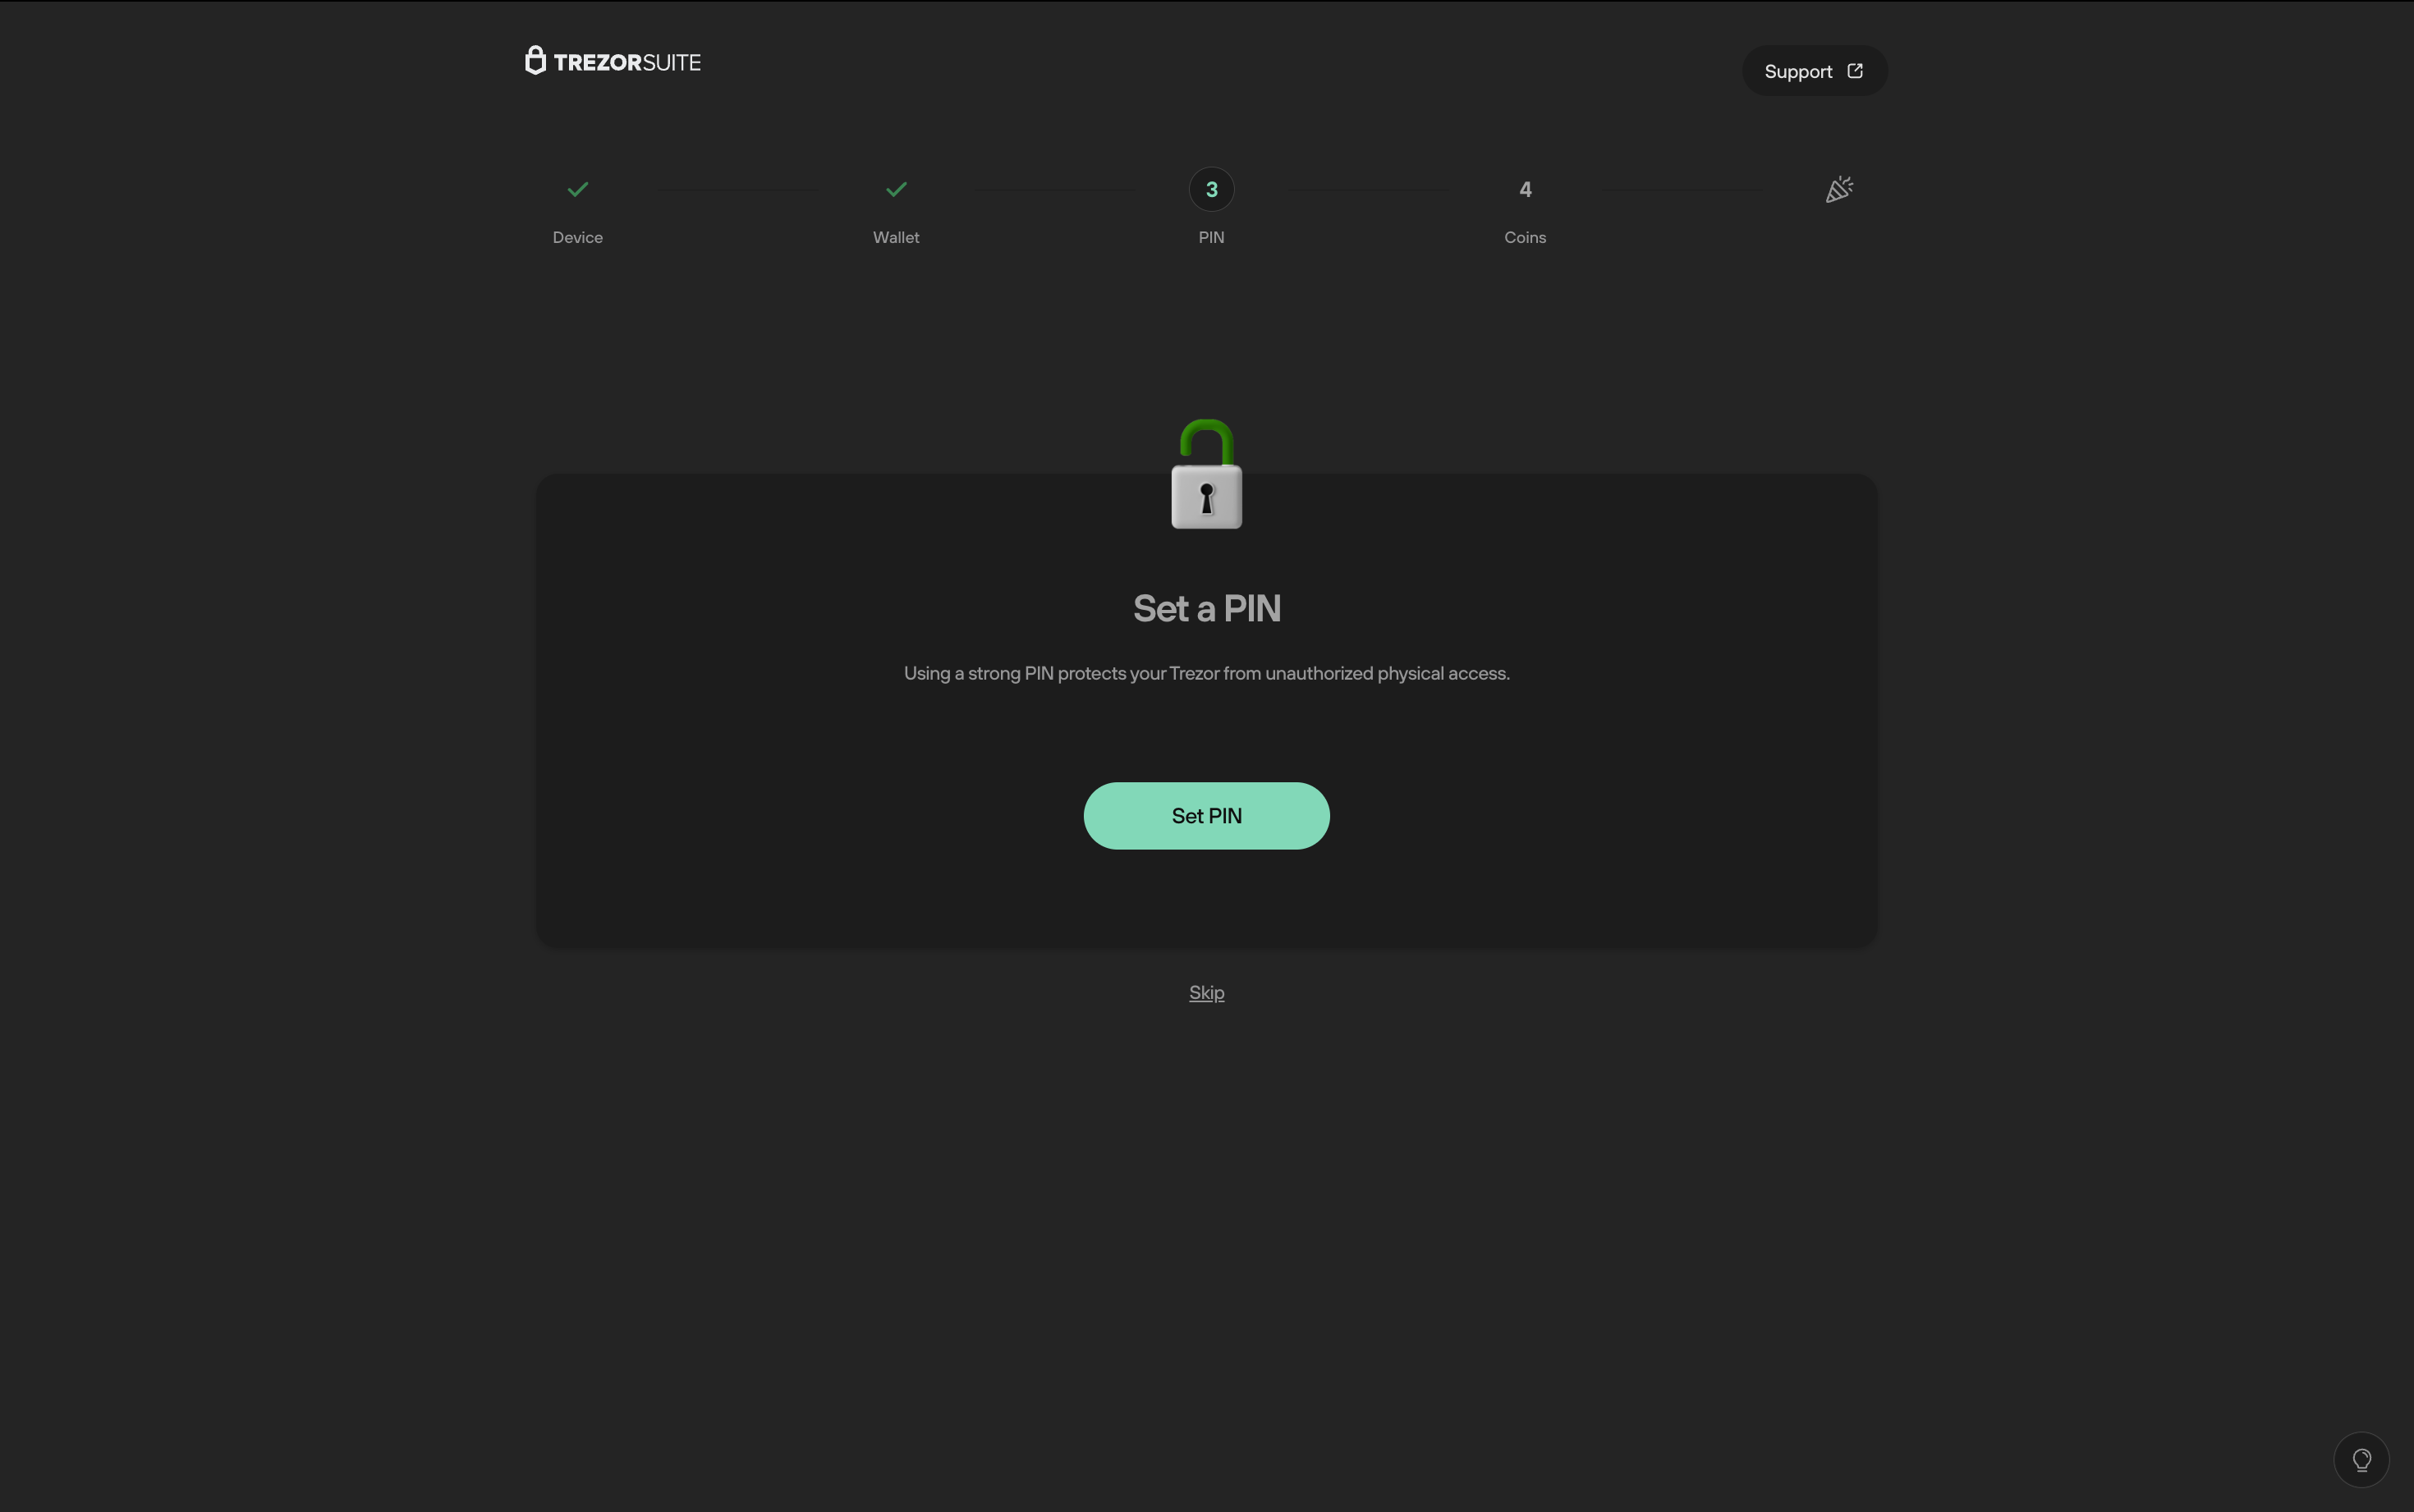 TREZORSUITE
Support
3
4
Device
Wallet
PIN
Coins
Set a PIN
Using a strong PIN protects your Trezor from unauthorized physical access.
Set PIN
Skip